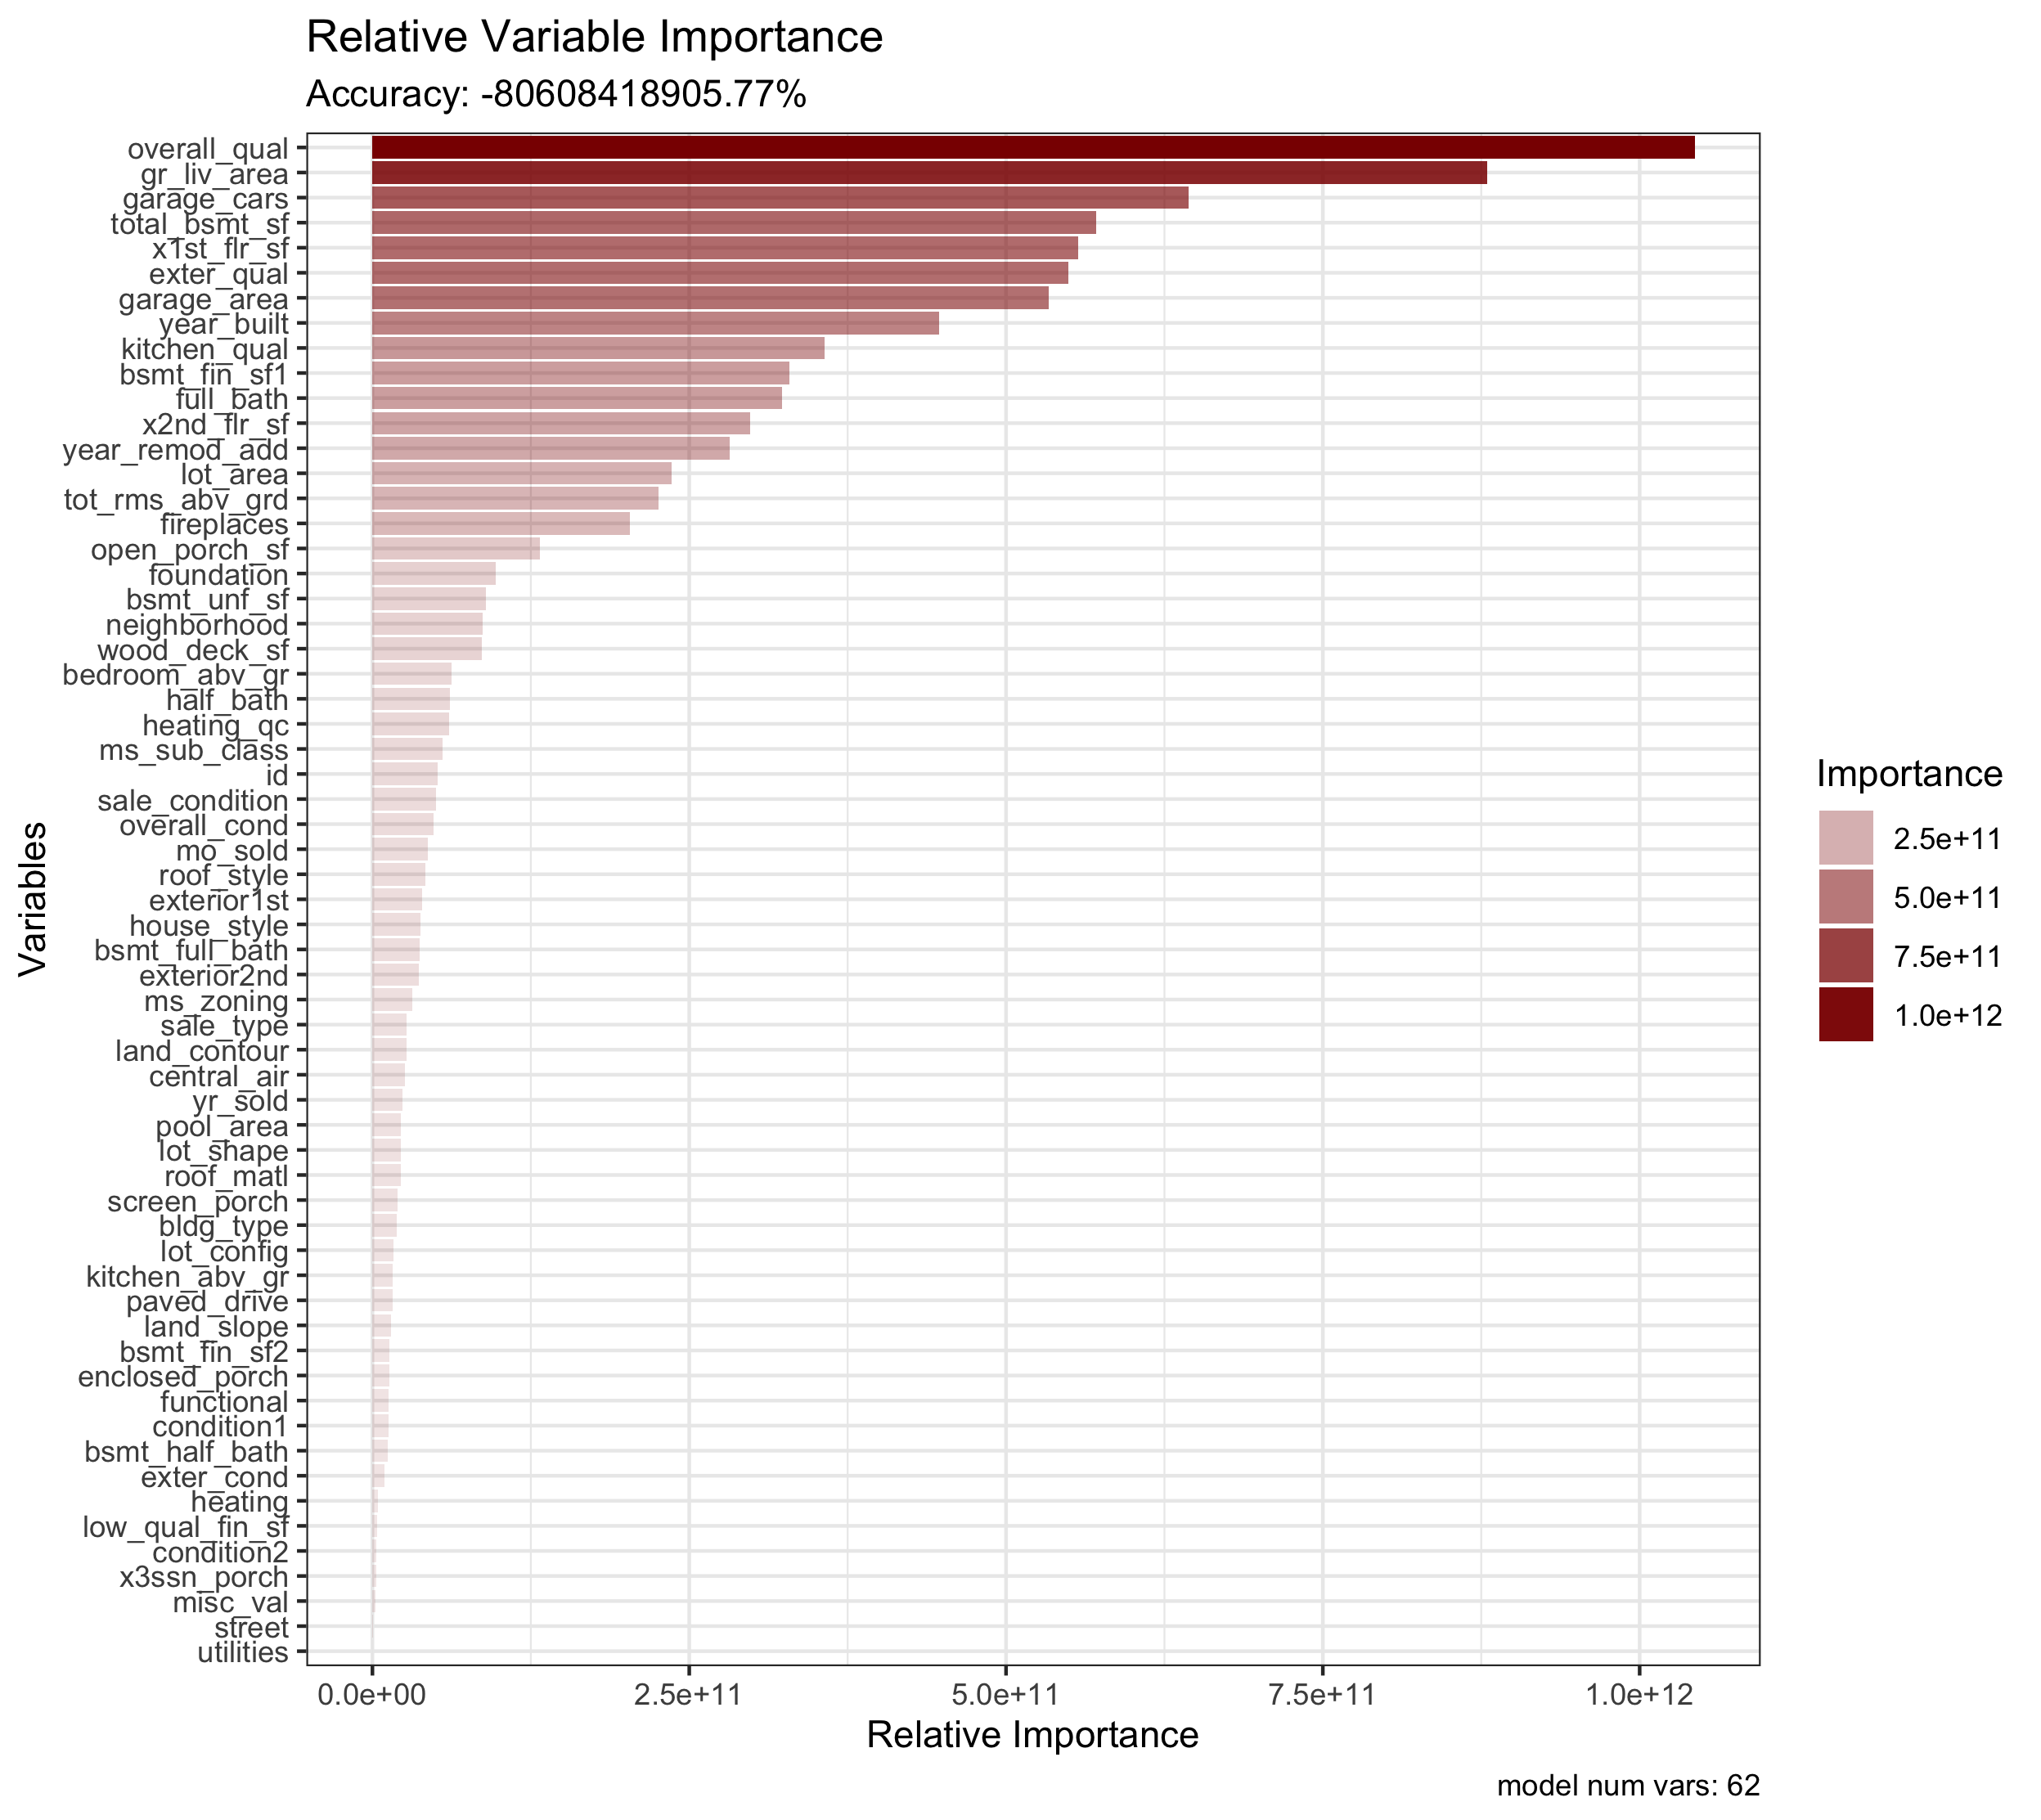 Relative Variable Importance
Accuracy: -80608418905.77%
overall_qual
gr_liv_area
garage_cars
total_bsmt_sf
x1st_flr_sf
exter_qual
garage_area
year_built
kitchen_qual
bsmt_fin_sf1
full_bath
x2nd_flr_sf
year_remod_add
lot_area
tot_rms_abv_grd
fireplaces
open_porch_sf
foundation
bsmt_unf_sf
neighborhood
wood_deck_sf
bedroom_abv_gr
half_bath
heating_qc
ms_sub_class
id
sale_condition
overall_cond
mo_sold
roof_style
exterior1st
house_style
bsmt_full_bath
exterior2nd
ms_zoning
sale_type
land_contour
central_air
yr_sold
pool_area
lot_shape
roof_matl
screen_porch
bldg_type
lot_config
kitchen_abv_gr
paved_drive
land_slope
bsmt_fin_sf2
enclosed_porch
functional
condition1
bsmt_half_bath
exter_cond
heating
low_qual_fin_sf
condition2
x3ssn_porch
misc_val
street
utilities
Variables
0.0e+00
2.5e+11
5.0e+11
7.5e+11
1.0e+12
Relative Importance
Importance
2.5e+11
5.0e+11
7.5e+11
1.0e+12
model num vars: 62